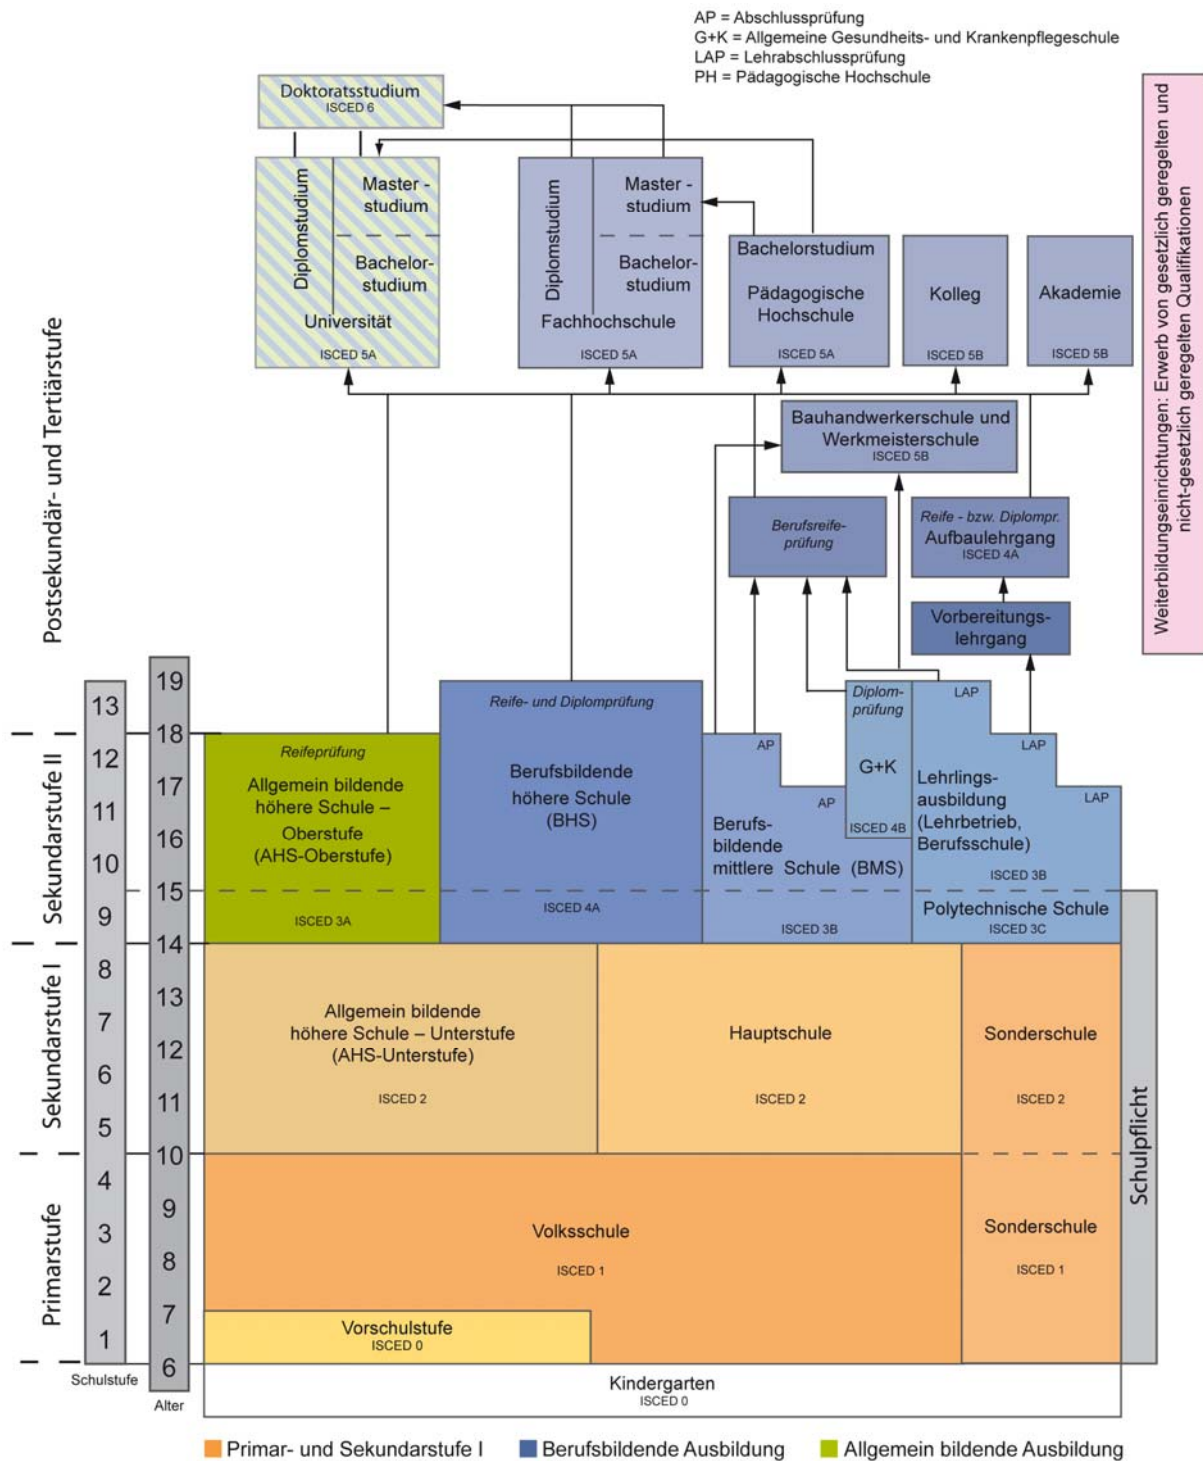 AP = Abschlussprüfung
G+K = Allgemeine Gesundheits- und Krankenpflegeschule
LAP = Lehrabschlussprüfung
PH = Pädagogische Hochschule
Weiterbildungseinrichtungen: Erwerb von gesetzlich geregelten und
nicht-gesetzlich geregelten Qualifikationen
Doktoratsstudium
ISCED 6
Diplomstudium
Master -
studium
Bachelor-
studium
Universität
ISCED 5A
Diplomstudium
Master -
studium
Bachelor-
studium
Fachhochschule
ISCED 5A
Bachelorstudium
Pädagogische
Hochschule
ISCED 5A
Kolleg
ISCED 5B
Akademie
ISCED 5B
Bauhandwerkerschule und
Werkmeisterschule
ISCED 5B
Berufsreife-
prüfung
Reife - bzw. Diplompr.
Aufbaulehrgang
ISCED 4A
Vorbereitungs-
lehrgang
Postsekundär- und Tertiärstufe
Sekundarstufe II
Sekundarstufe I
Primarstufe
13
12
11
10
9
8
7
6
5
4
3
2
1
Schulstufe
19
18
17
16
15
14
13
12
11
10
9
8
7
6
Alter
Reifeprüfung
Allgemein bildende
höhere Schule –
Oberstufe
(AHS-Oberstufe)
ISCED 3A
Reife- und Diplomprüfung
Berufsbildende
höhere Schule
(BHS)
ISCED 4A
AP
AP
Berufs-
bildende
mittlere Schule (BMS)
ISCED 3B
Diplom-
prüfung
G+K
ISCED 4B
LAP
LAP
LAP
Lehrlings-
ausbildung
(Lehrbetrieb,
Berufsschule)
ISCED 3B
Polytechnische Schule
ISCED 3C
Allgemein bildende
höhere Schule – Unterstufe
(AHS-Unterstufe)
ISCED 2
Hauptschule
ISCED 2
Sonderschule
ISCED 2
Schulpflicht
Volksschule
ISCED 1
Sonderschule
ISCED 1
Vorschulstufe
ISCED 0
Kindergarten
ISCED 0
Primar- und Sekundarstufe I
Berufsbildende Ausbildung
Allgemein bildende Ausbildung